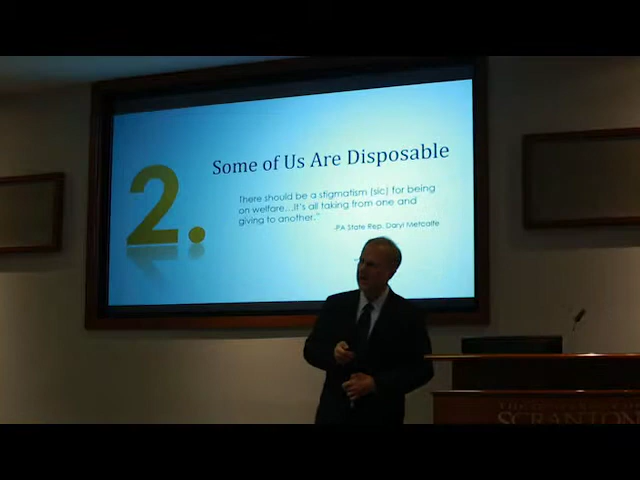 2.
Some of Us Are Disposable
There should be a stigmatism (sic) for being
on welfare...It's all taking from one and
giving to another."
-PA State Rep. Daryl Metcalfe
SCRANTON